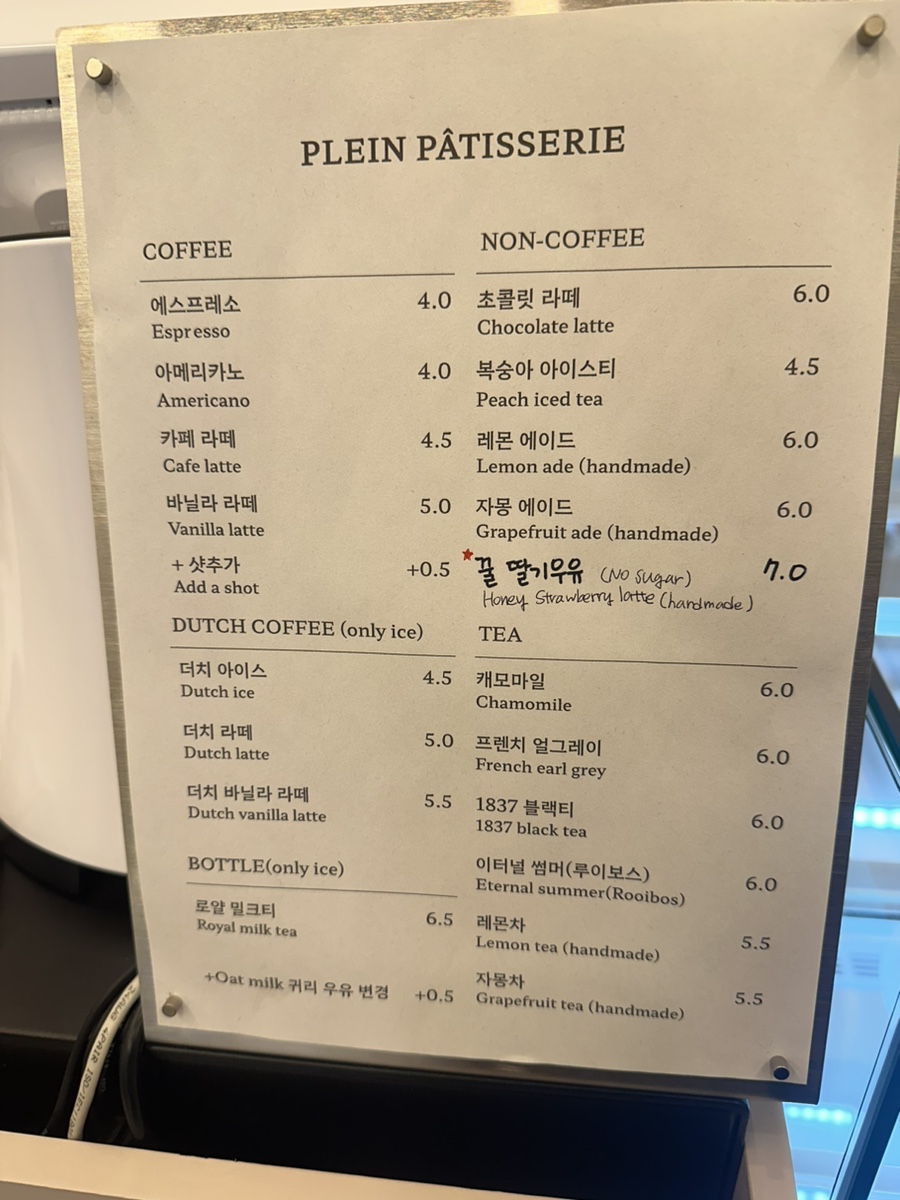 PLEIN PÂTISSERIE
COFFEE
에스프레소 4.0
Espresso
아메리카노 4.0
Americano
카페 라떼 4.5
Cafe latte
바닐라 라떼 5.0
Vanilla latte
+ 샷추가 +0.5
Add a shot
DUTCH COFFEE (only ice)
더치 아이스 4.5
Dutch ice
더치 라떼 5.0
Dutch latte
더치 바닐라 라떼 5.5
Dutch vanilla latte
BOTTLE(only ice)
로얄 밀크티 6.5
Royal milk tea
+Oat milk 귀리 우유 변경 +0.5
NON-COFFEE
초콜릿 라떼 6.0
Chocolate latte
복숭아 아이스티 4.5
Peach iced tea
레몬 에이드 6.0
Lemon ade (handmade)
자몽 에이드 6.0
Grapefruit ade (handmade)
꿀 딸기우유 (No sugar) 7.0
Honey Strawberry latte (handmade)
TEA
캐모마일 6.0
Chamomile
프렌치 얼그레이 6.0
French earl grey
1837 블랙티 6.0
1837 black tea
이터널 썸머(루이보스) 6.0
Eternal summer(Rooibos)
레몬차 5.5
Lemon tea (handmade)
자몽차 5.5
Grapefruit tea (handmade)